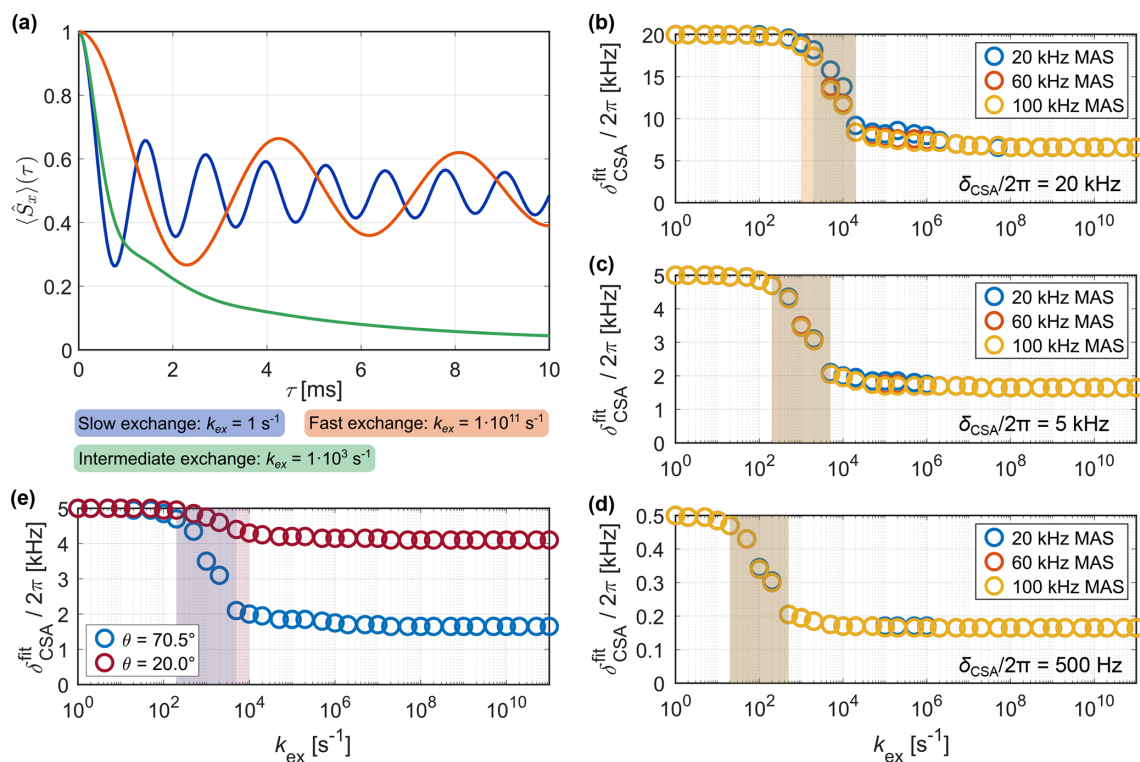 (a)
⟨Ŝx⟩(τ)
1
0.8
0.6
0.4
0.2
0
0 2 4 6 8 10
τ [ms]
Slow exchange: kex = 1 s⁻¹
Fast exchange: kex = 1·10¹¹ s⁻¹
Intermediate exchange: kex = 1·10³ s⁻¹
(b)
δ^fit_CSA / 2π [kHz]
20
15
10
5
0
20 kHz MAS
60 kHz MAS
100 kHz MAS
δCSA/2π = 20 kHz
10⁰ 10² 10⁴ 10⁶ 10⁸ 10¹⁰
(c)
δ^fit_CSA / 2π [kHz]
5
4
3
2
1
0
20 kHz MAS
60 kHz MAS
100 kHz MAS
δCSA/2π = 5 kHz
10⁰ 10² 10⁴ 10⁶ 10⁸ 10¹⁰
(e)
δ^fit_CSA / 2π [kHz]
5
4
3
2
1
0
θ = 70.5°
θ = 20.0°
10⁰ 10² 10⁴ 10⁶ 10⁸ 10¹⁰
kex [s⁻¹]
(d)
δ^fit_CSA / 2π [kHz]
0.5
0.4
0.3
0.2
0.1
0
20 kHz MAS
60 kHz MAS
100 kHz MAS
δCSA/2π = 500 Hz
10⁰ 10² 10⁴ 10⁶ 10⁸ 10¹⁰
kex [s⁻¹]